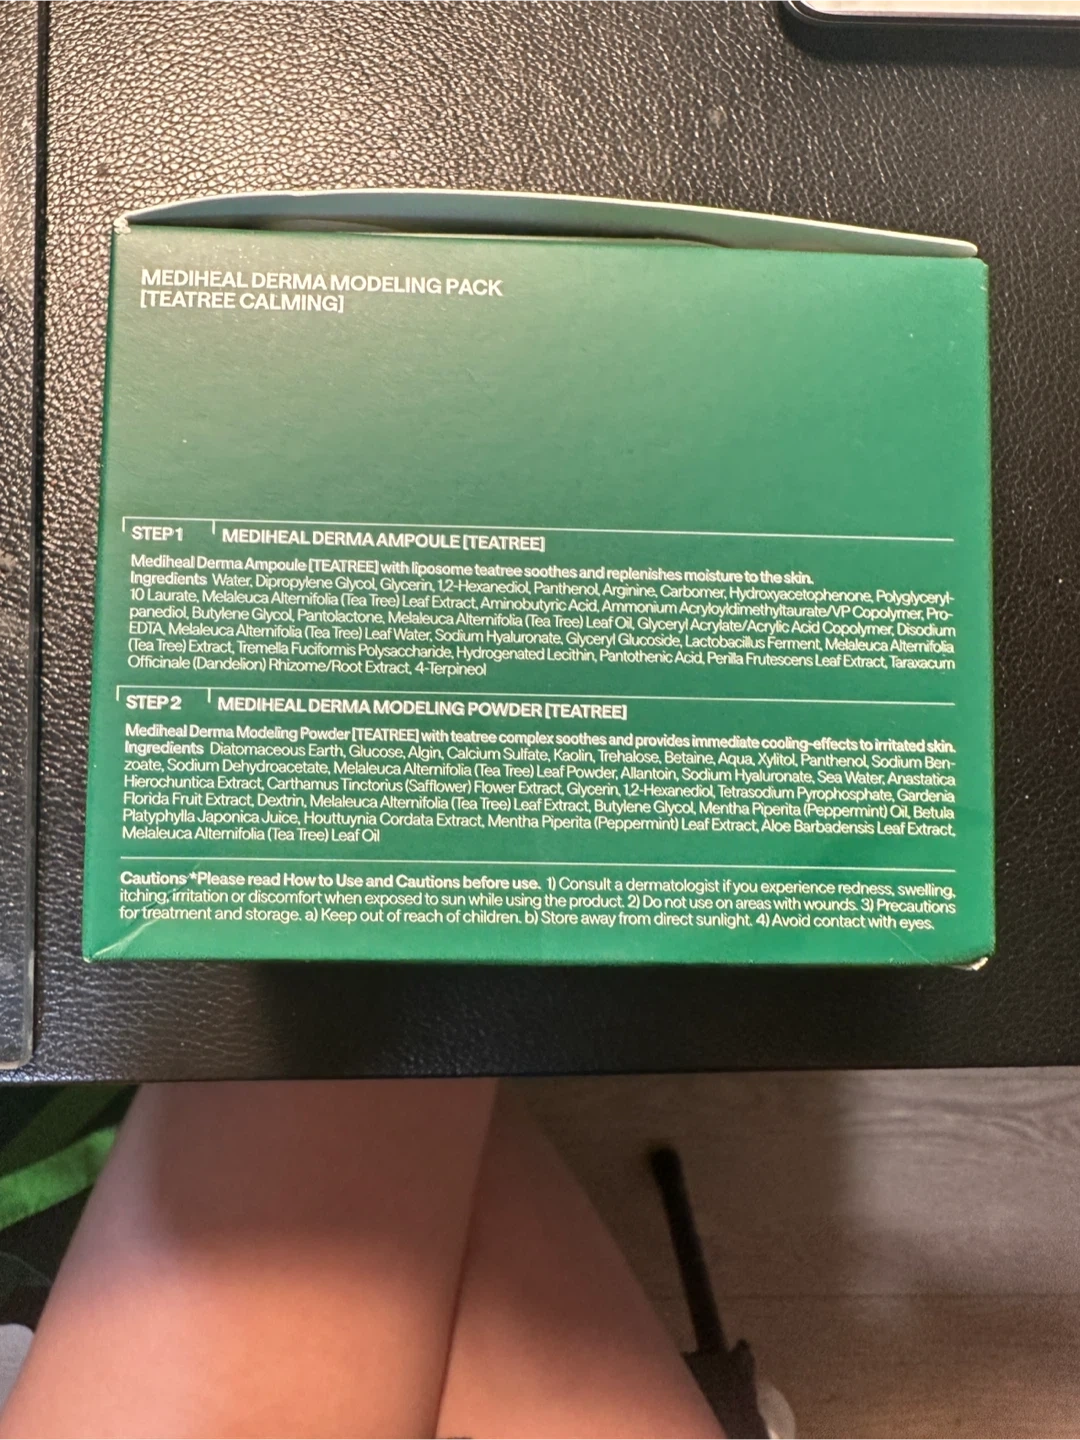 MEDIHEAL DERMA MODELING PACK
[TEATREE CALMING]
STEP 1 MEDIHEAL DERMA AMPOULE [TEATREE]
Mediheal Derma Ampoule [TEATREE] with liposome teatree soothes and replenishes moisture to the skin.
Ingredients Water, Dipropylene Glycol, Glycerin, 1,2-Hexanediol, Panthenol, Arginine, Carbomer, Hydroxyacetophenone, Polyglyceryl-
10 Laurate, Melaleuca Alternifolia (Tea Tree) Leaf Extract, Aminobutyric Acid, Ammonium Acryloyldimethyltaurate/VP Copolymer, Pro-
panediol, Butylene Glycol, Pantolactone, Melaleuca Alternifolia (Tea Tree) Leaf Oil, Glyceryl Acrylate/Acrylic Acid Copolymer, Disodium
EDTA, Melaleuca Alternifolia (Tea Tree) Leaf Water, Sodium Hyaluronate, Glyceryl Glucoside, Lactobacillus Ferment, Melaleuca Alternifolia
(Tea Tree) Extract, Tremella Fuciformis Polysaccharide, Hydrogenated Lecithin, Pantothenic Acid, Perilla Frutescens Leaf Extract, Taraxacum
Officinale (Dandelion) Rhizome/Root Extract, 4-Terpineol
STEP 2 MEDIHEAL DERMA MODELING POWDER [TEATREE]
Mediheal Derma Modeling Powder [TEATREE] with teatree complex soothes and provides immediate cooling-effects to irritated skin.
Ingredients Diatomaceous Earth, Glucose, Algin, Calcium Sulfate, Kaolin, Trehalose, Betaine, Aqua, Xylitol, Panthenol, Sodium Ben-
zoate, Sodium Dehydroacetate, Melaleuca Alternifolia (Tea Tree) Leaf Powder, Allantoin, Sodium Hyaluronate, Sea Water, Anastatica
Hierochuntica Extract, Carthamus Tinctorius (Safflower) Flower Extract, Glycerin, 1,2-Hexanediol, Tetrasodium Pyrophosphate, Gardenia
Florida Fruit Extract, Dextrin, Melaleuca Alternifolia (Tea Tree) Leaf Extract, Butylene Glycol, Mentha Piperita (Peppermint) Oil, Betula
Platyphylla Japonica Juice, Houttuynia Cordata Extract, Mentha Piperita (Peppermint) Leaf Extract, Aloe Barbadensis Leaf Extract,
Melaleuca Alternifolia (Tea Tree) Leaf Oil
Cautions *Please read How to Use and Cautions before use. 1) Consult a dermatologist if you experience redness, swelling,
itching, irritation or discomfort when exposed to sun while using the product. 2) Do not use on areas with wounds. 3) Precautions
for treatment and storage. a) Keep out of reach of children. b) Store away from direct sunlight. 4) Avoid contact with eyes.